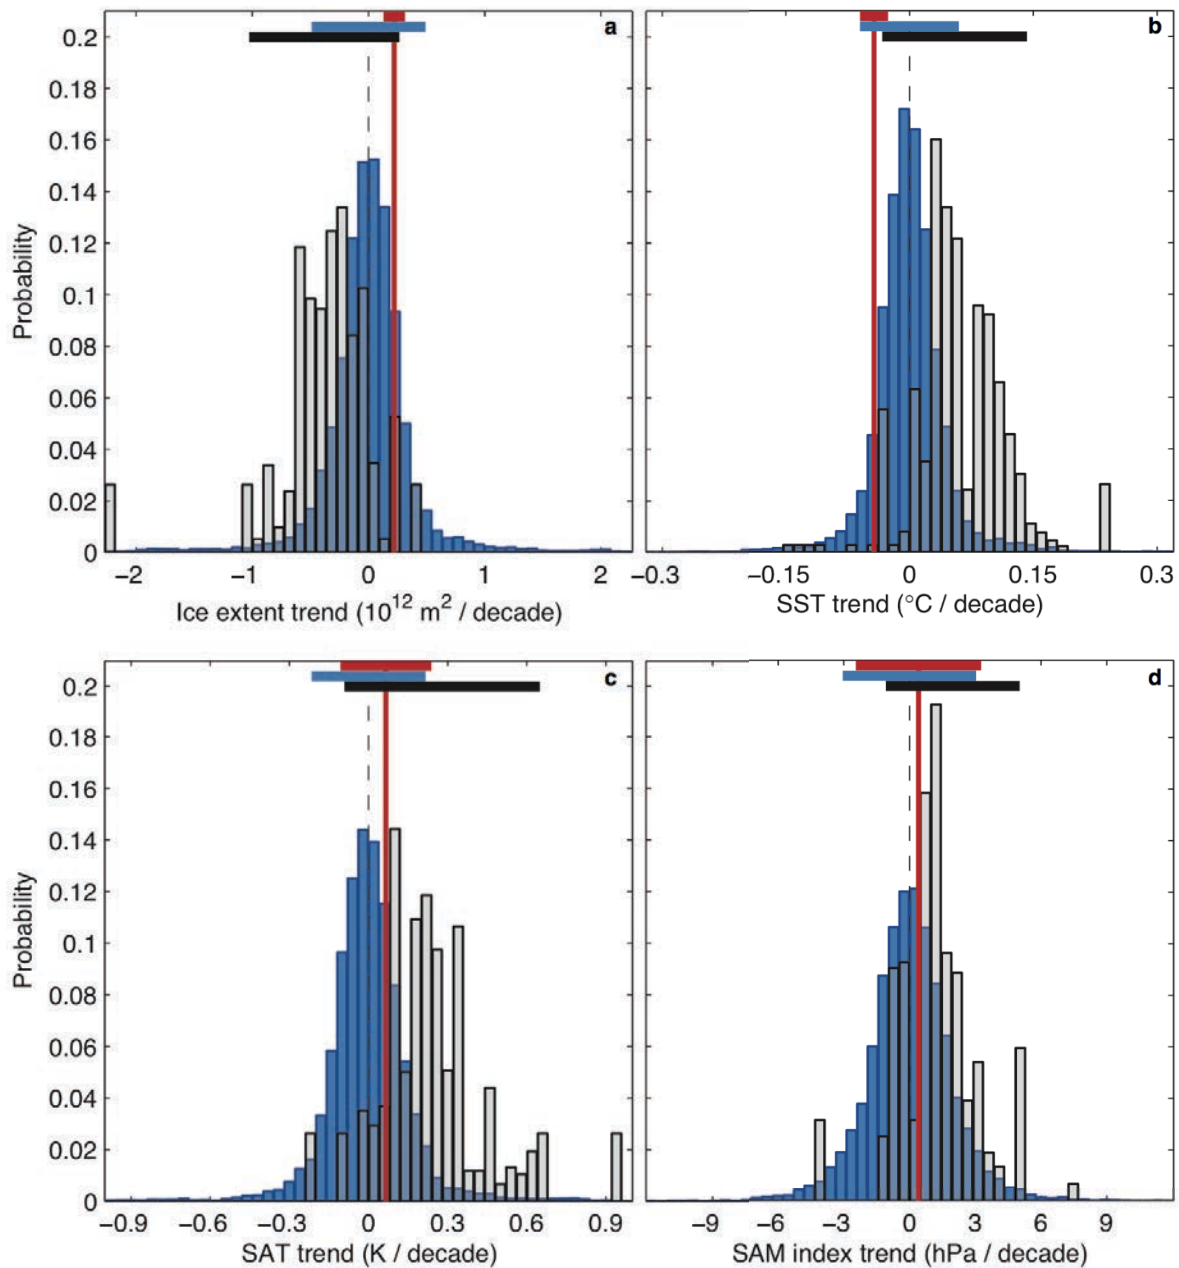 a
b
0.2
0.18
0.16
0.14
0.12
0.1
0.08
0.06
0.04
0.02
0
Probability
−2 −1 0 1 2
Ice extent trend (10¹² m² / decade)
−0.3 −0.15 0 0.15 0.3
SST trend (°C / decade)
c
d
0.2
0.18
0.16
0.14
0.12
0.1
0.08
0.06
0.04
0.02
0
Probability
−0.9 −0.6 −0.3 0 0.3 0.6 0.9
SAT trend (K / decade)
−9 −6 −3 0 3 6 9
SAM index trend (hPa / decade)